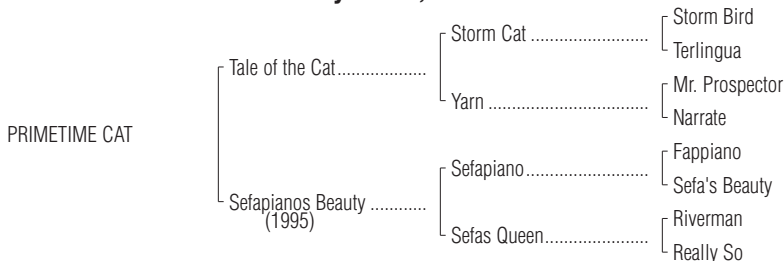 Storm Bird
Storm Cat ................................
Terlingua
Tale of the Cat...................
Mr. Prospector
Yarn ...........................................
Narrate
PRIMETIME CAT
Fappiano
Sefapiano.................................
Sefa's Beauty
Sefapianos Beauty ............
(1995)
Riverman
Sefas Queen............................
Really So